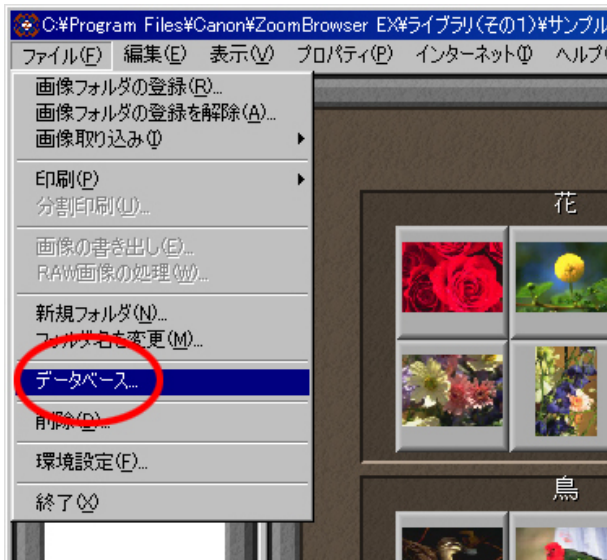 C:¥Program Files¥Canon¥ZoomBrowser EX¥ライブラリ(その1)¥サンプル
ファイル(F) 編集(E) 表示(V) プロパティ(P) インターネット(I) ヘルプ(
画像フォルダの登録(R)...
画像フォルダの登録を解除(A)...
画像取り込み(I)
印刷(P)
分割印刷(U)...
画像の書き出し(E)...
RAW画像の処理(W)...
新規フォルダ(N)...
フォルダ名を変更(M)...
データベース...
削除(D)...
環境設定(F)...
終了(X)
花
鳥